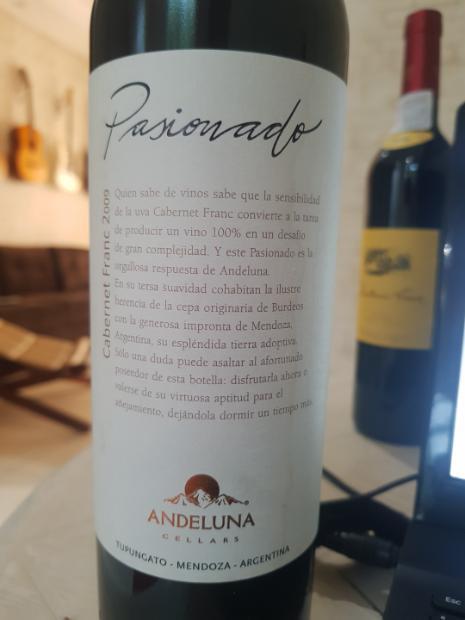 Pasionado
Quien sabe de vinos sabe que la sensibilidad
de la uva Cabernet Franc convierte a la tarea
de producir un vino 100% en un desafío
de gran complejidad. Y este Pasionado es la
orgullosa respuesta de Andeluna.
En su tersa suavidad cohabitan la ilustre
herencia de la cepa originaria de Burdeos
con la generosa impronta de Mendoza,
Argentina, su espléndida tierra adoptiva.
Sólo una duda puede asaltar al afortunado
poseedor de esta botella: disfrutarla ahora o
valerse de su virtuosa aptitud para el
añejamiento, dejándola dormir un tiempo más.
Cabernet Franc 2009
ANDELUNA
CELLARS
TUPUNGATO - MENDOZA - ARGENTINA
Esc